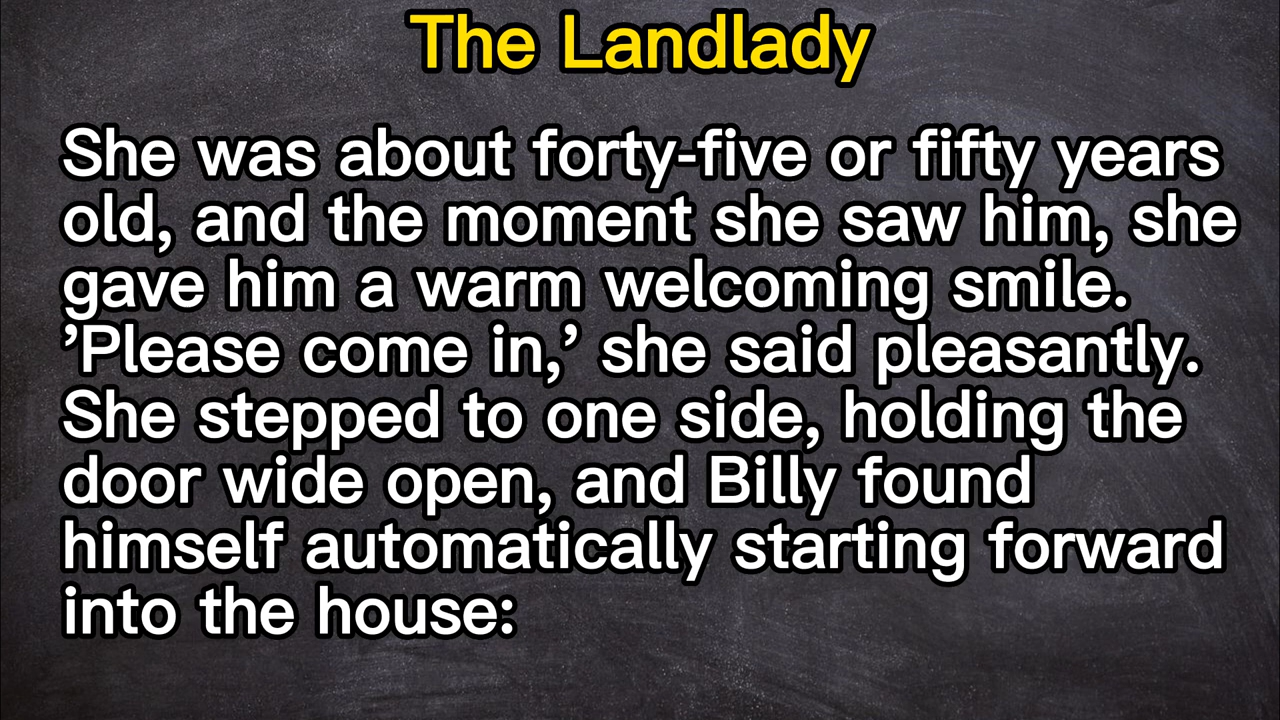 The Landlady
She was about forty-five or fifty years
old, and the moment she saw him, she
gave him a warm welcoming smile.
’Please come in,’ she said pleasantly.
She stepped to one side, holding the
door wide open, and Billy found
himself automatically starting forward
into the house: